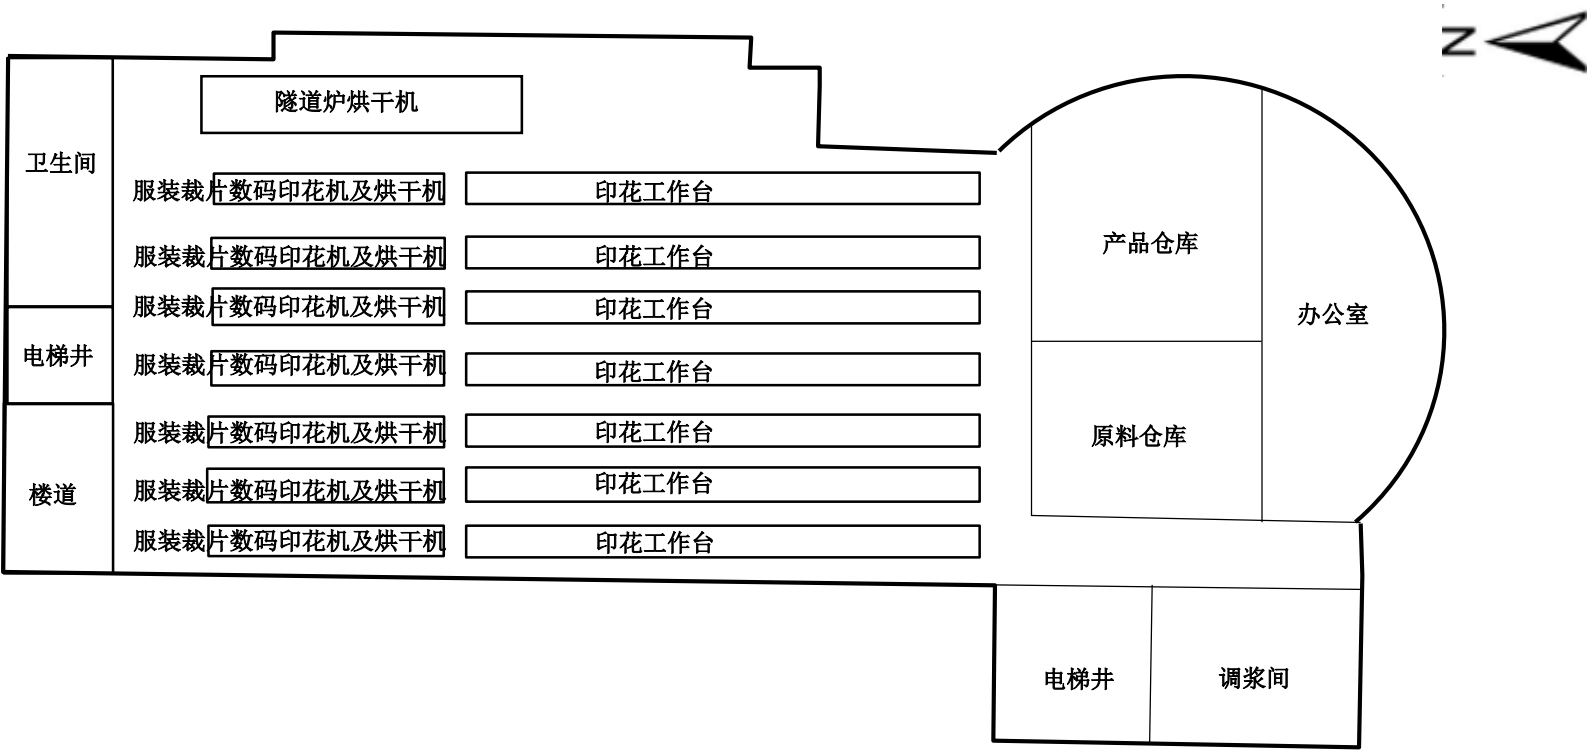 N
隧道炉烘干机
卫生间
服装裁片数码印花机及烘干机
印花工作台
服装裁片数码印花机及烘干机
印花工作台
产品仓库
服装裁片数码印花机及烘干机
印花工作台
办公室
电梯井
服装裁片数码印花机及烘干机
印花工作台
服装裁片数码印花机及烘干机
印花工作台
原料仓库
楼道
服装裁片数码印花机及烘干机
印花工作台
服装裁片数码印花机及烘干机
印花工作台
电梯井
调浆间